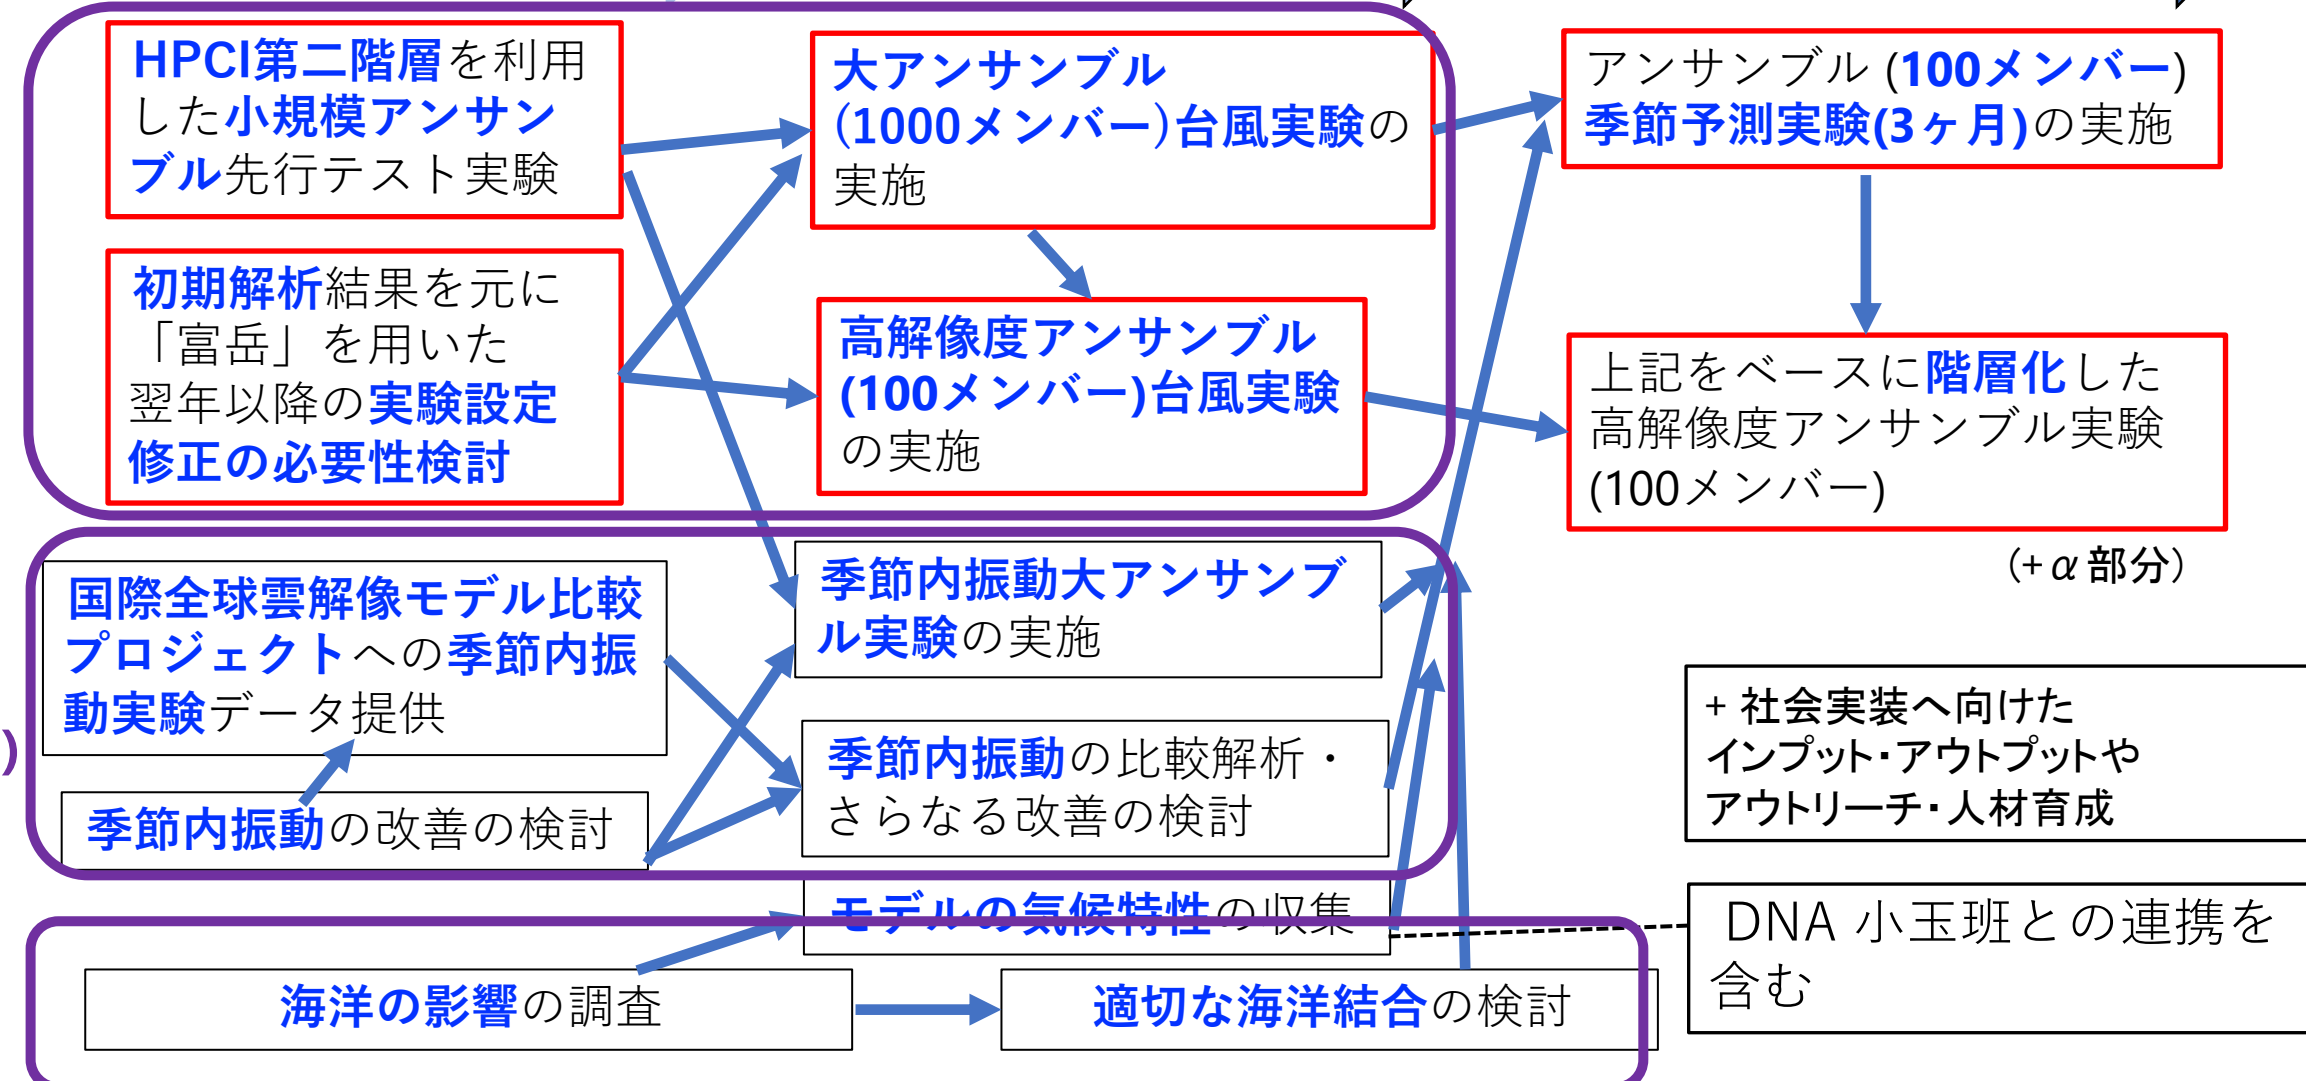 HPCI第二階層を利用
した小規模アンサン
ブル先行テスト実験
初期解析結果を元に
「富岳」を用いた
翌年以降の実験設定
修正の必要性検討
大アンサンブル
(1000メンバー)台風実験の
実施
高解像度アンサンブル
(100メンバー)台風実験
の実施
アンサンブル (100メンバー)
季節予測実験(3ヶ月)の実施
上記をベースに階層化した
高解像度アンサンブル実験
(100メンバー)
(+α部分)
国際全球雲解像モデル比較
プロジェクトへの季節内振
動実験データ提供
)
季節内振動の改善の検討
季節内振動大アンサンブ
ル実験の実施
季節内振動の比較解析・
さらなる改善の検討
モデルの気候特性の収集
海洋の影響の調査
適切な海洋結合の検討
+ 社会実装へ向けた
インプット・アウトプットや
アウトリーチ・人材育成
DNA 小玉班との連携を
含む